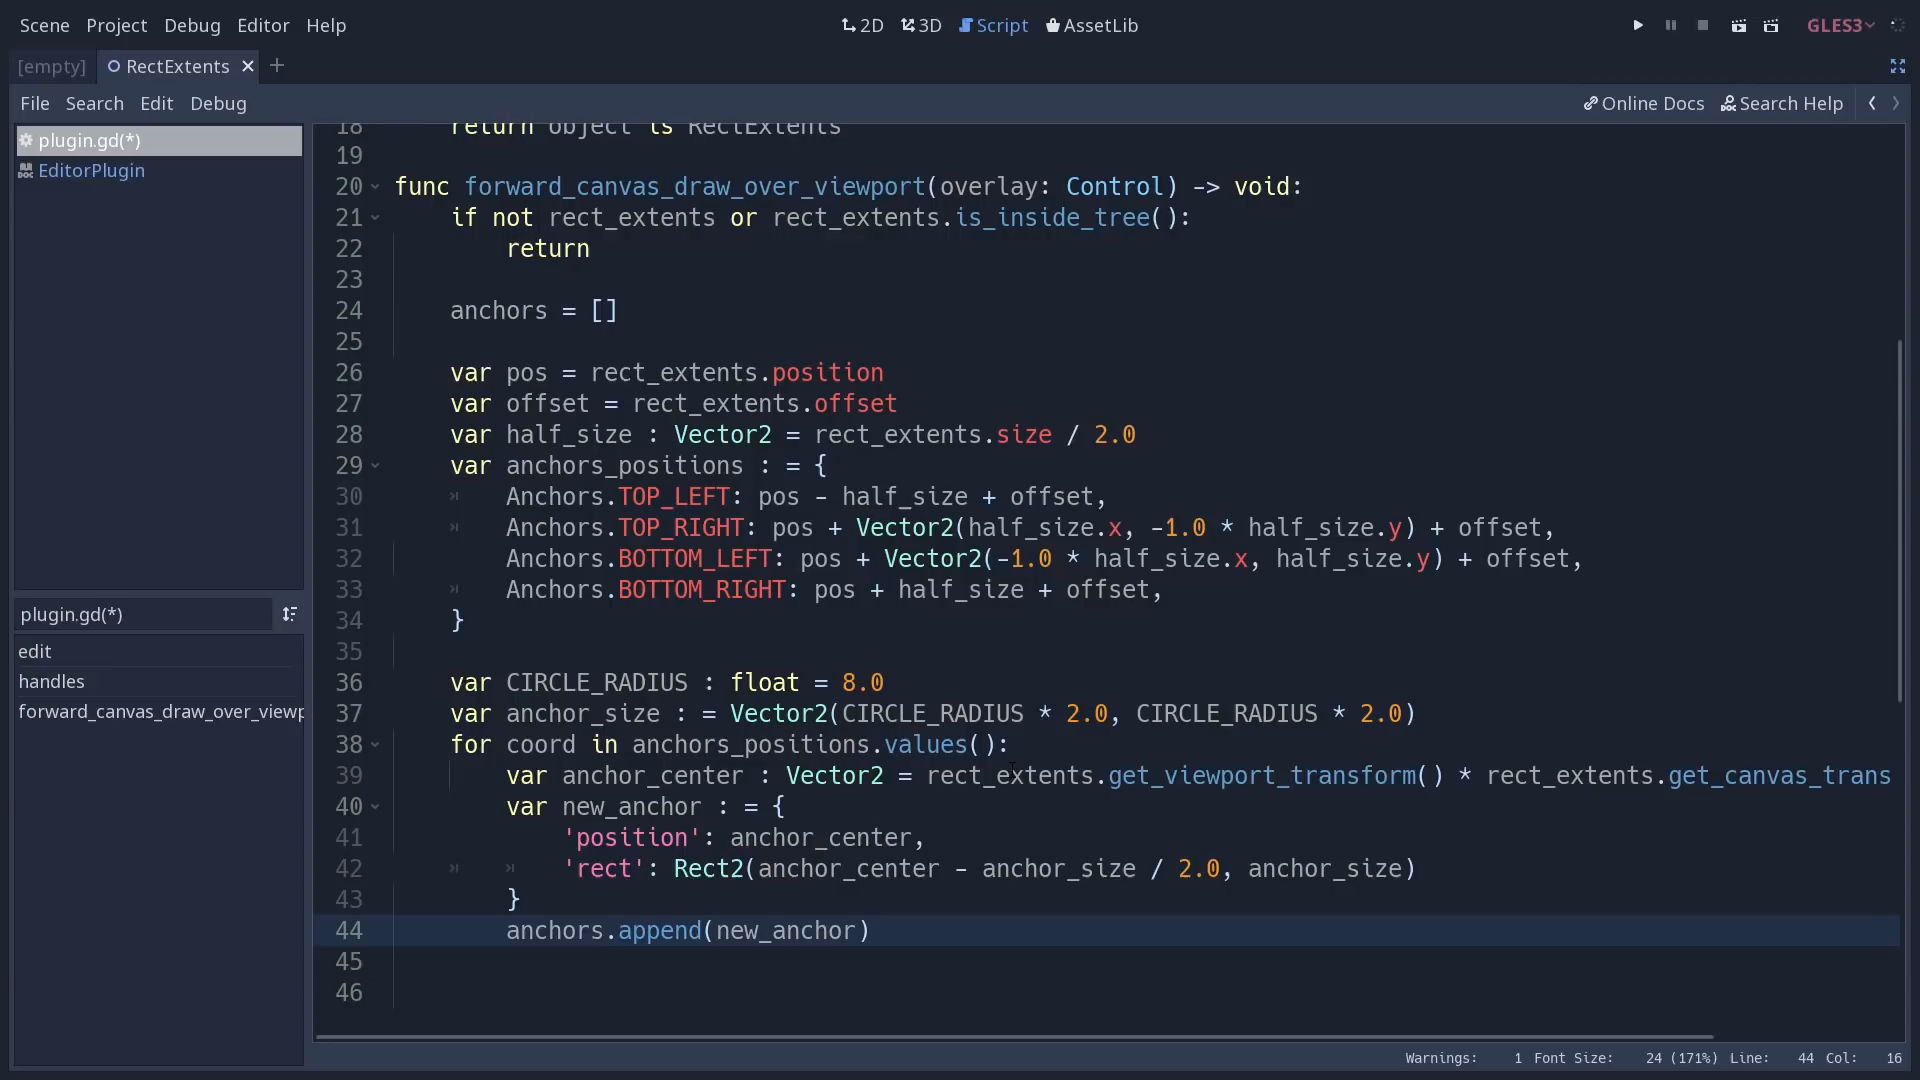 Scene Project Debug Editor Help
2D 3D Script AssetLib
GLES3
[empty] RectExtents
File Search Edit Debug
Online Docs Search Help
plugin.gd(*)
EditorPlugin
plugin.gd(*)
edit
handles
forward_canvas_draw_over_viewp
18 return object is RectExtents
19
20 func forward_canvas_draw_over_viewport(overlay: Control) -> void:
21 if not rect_extents or rect_extents.is_inside_tree():
22 return
23
24 anchors = []
25
26 var pos = rect_extents.position
27 var offset = rect_extents.offset
28 var half_size : Vector2 = rect_extents.size / 2.0
29 var anchors_positions : = {
30 Anchors.TOP_LEFT: pos - half_size + offset,
31 Anchors.TOP_RIGHT: pos + Vector2(half_size.x, -1.0 * half_size.y) + offset,
32 Anchors.BOTTOM_LEFT: pos + Vector2(-1.0 * half_size.x, half_size.y) + offset,
33 Anchors.BOTTOM_RIGHT: pos + half_size + offset,
34 }
35
36 var CIRCLE_RADIUS : float = 8.0
37 var anchor_size : = Vector2(CIRCLE_RADIUS * 2.0, CIRCLE_RADIUS * 2.0)
38 for coord in anchors_positions.values():
39 var anchor_center : Vector2 = rect_extents.get_viewport_transform() * rect_extents.get_canvas_trans
40 var new_anchor : = {
41 'position': anchor_center,
42 'rect': Rect2(anchor_center - anchor_size / 2.0, anchor_size)
43 }
44 anchors.append(new_anchor)
45
46
Warnings: 1 Font Size: 24 (171%) Line: 44 Col: 16